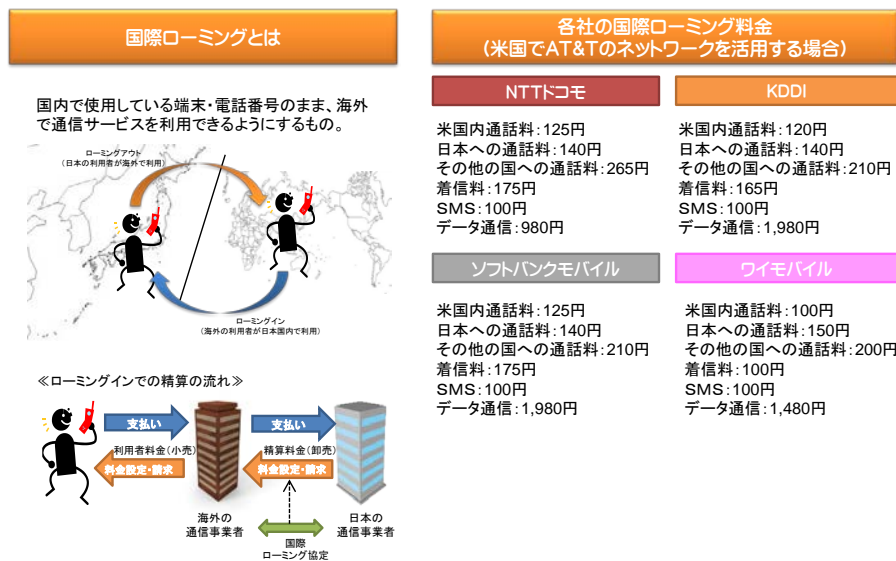 国際ローミングとは
国内で使用している端末・電話番号のまま、海外
で通信サービスを利用できるようにするもの。
ローミングアウト
(日本の利用者が海外で利用)
ローミングイン
(海外の利用者が日本国内で利用)
≪ローミングインでの精算の流れ≫
支払い
支払い
利用者料金(小売)
精算料金(卸売)
料金設定・請求
料金設定・請求
海外の
通信事業者
日本の
通信事業者
国際
ローミング協定
各社の国際ローミング料金
(米国でAT&Tのネットワークを活用する場合)
NTTドコモ
米国内通話料:125円
日本への通話料:140円
その他の国への通話料:265円
着信料:175円
SMS:100円
データ通信:980円
KDDI
米国内通話料:120円
日本への通話料:140円
その他の国への通話料:210円
着信料:165円
SMS:100円
データ通信:1,980円
ソフトバンクモバイル
米国内通話料:125円
日本への通話料:140円
その他の国への通話料:210円
着信料:175円
SMS:100円
データ通信:1,980円
ワイモバイル
米国内通話料:100円
日本への通話料:150円
その他の国への通話料:200円
着信料:100円
SMS:100円
データ通信:1,480円